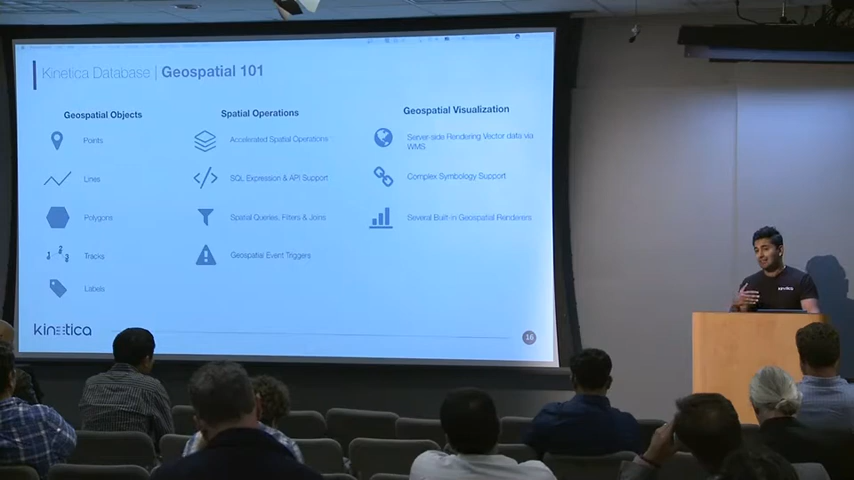 Kinetica Database | Geospatial 101
Geospatial Objects
Points
Lines
Polygons
Tracks
Labels
Spatial Operations
Accelerated Spatial Operations
SQL Expression & API Support
Spatial Queries, Filters & Joins
Geospatial Event Triggers
Geospatial Visualization
Server-side Rendering Vector data via
WMS
Complex Symbology Support
Several Built-in Geospatial Renderers
kinetica
16
kinetica